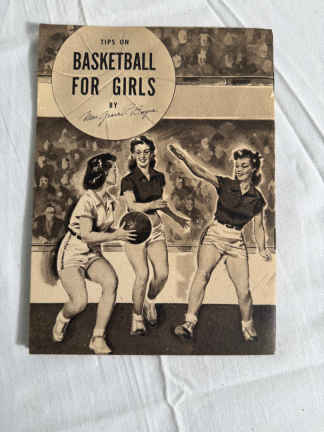 TIPS ON
BASKETBALL
FOR GIRLS
BY